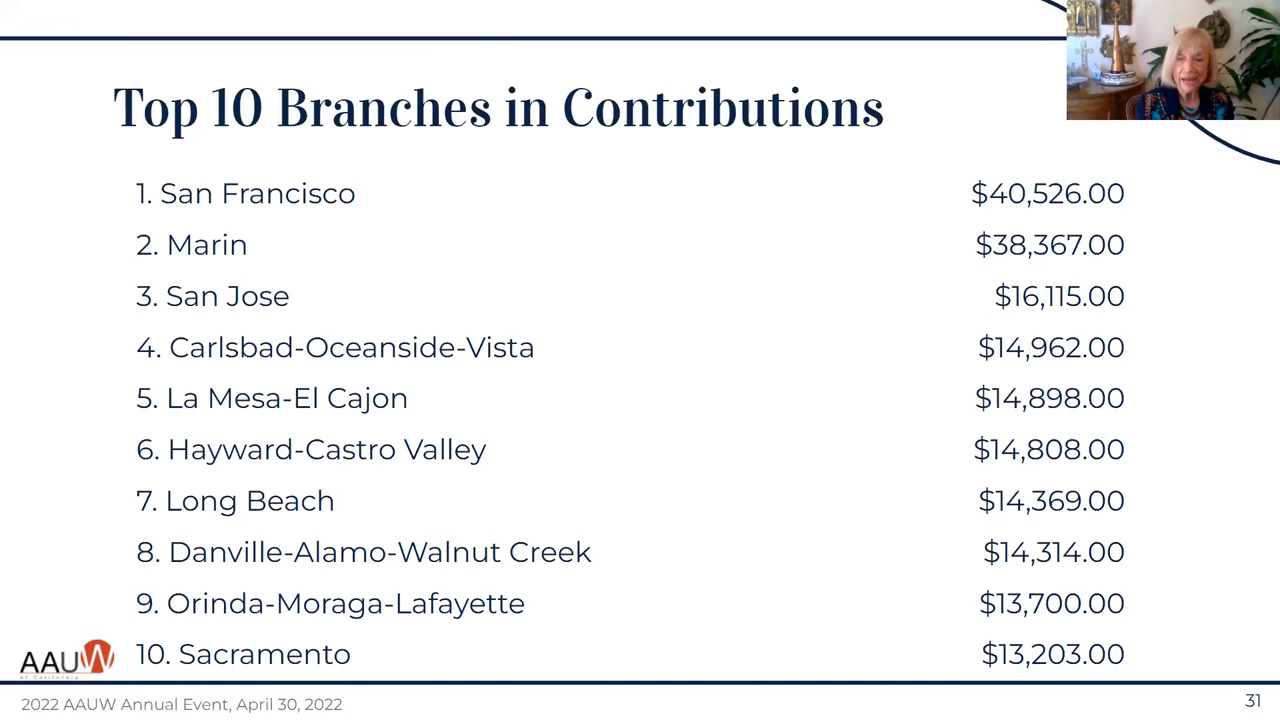 Top 10 Branches in Contributions
1. San Francisco $40,526.00
2. Marin $38,367.00
3. San Jose $16,115.00
4. Carlsbad-Oceanside-Vista $14,962.00
5. La Mesa-El Cajon $14,898.00
6. Hayward-Castro Valley $14,808.00
7. Long Beach $14,369.00
8. Danville-Alamo-Walnut Creek $14,314.00
9. Orinda-Moraga-Lafayette $13,700.00
10. Sacramento $13,203.00
AAUW
of California
2022 AAUW Annual Event, April 30, 2022
31